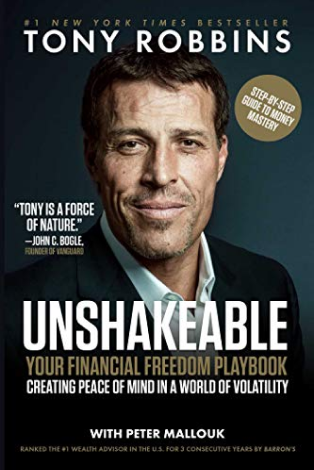 #1 NEW YORK TIMES BESTSELLER
TONY ROBBINS
STEP-BY-STEP
GUIDE TO MONEY
MASTERY
“TONY IS A FORCE
OF NATURE.”
—JOHN C. BOGLE,
FOUNDER OF VANGUARD
UNSHAKEABLE
YOUR FINANCIAL FREEDOM PLAYBOOK
CREATING PEACE OF MIND IN A WORLD OF VOLATILITY
WITH PETER MALLOUK
RANKED THE #1 WEALTH ADVISOR IN THE U.S. FOR 3 CONSECUTIVE YEARS BY BARRON'S